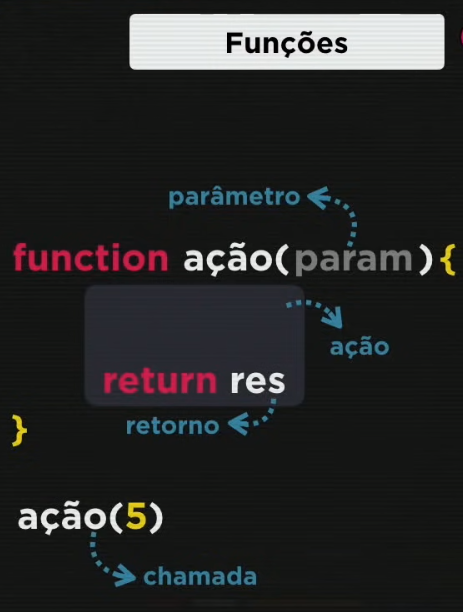 Funções
parâmetro
function ação(param){
ação
return res
retorno
}
ação(5)
chamada